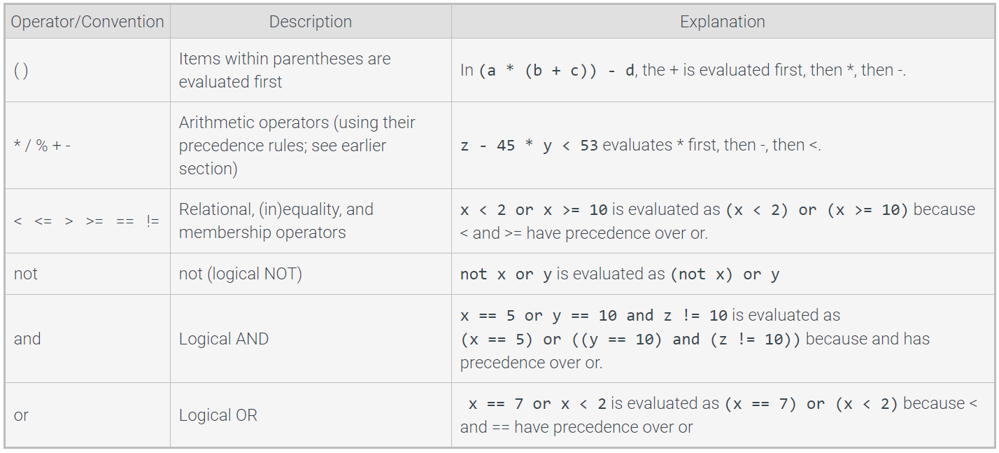 Operator/Convention Description Explanation
( )
Items within parentheses are
evaluated first
In (a * (b + c)) - d, the + is evaluated first, then *, then -.
* / % + -
Arithmetic operators (using their
precedence rules; see earlier
section)
z - 45 * y < 53 evaluates * first, then -, then <.
< <= > >= == !=
Relational, (in)equality, and
membership operators
x < 2 or x >= 10 is evaluated as (x < 2) or (x >= 10) because
< and >= have precedence over or.
not
not (logical NOT)
not x or y is evaluated as (not x) or y
and
Logical AND
x == 5 or y == 10 and z != 10 is evaluated as
(x == 5) or ((y == 10) and (z != 10)) because and has
precedence over or.
or
Logical OR
x == 7 or x < 2 is evaluated as (x == 7) or (x < 2) because <
and == have precedence over or